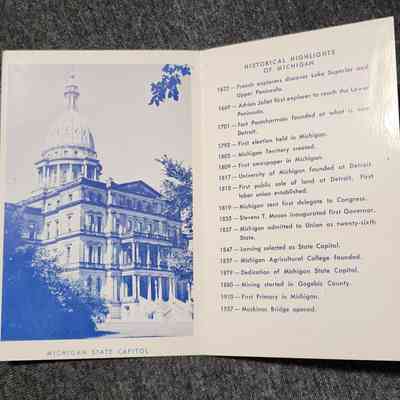 MICHIGAN STATE CAPITOL
HISTORICAL HIGHLIGHTS
OF MICHIGAN
1622 — French explorers discover Lake Superior and
Upper Peninsula.
1669 — Adrien Joliet first explorer to reach the Lower
Peninsula.
1701 — Fort Pontchartrain founded at what is now
Detroit.
1792 — First election held in Michigan.
1805 — Michigan Territory created.
1809 — First newspaper in Michigan.
1817 — University of Michigan founded at Detroit.
1818 — First public sale of land at Detroit, First
labor union established.
1819 — Michigan sent first delegate to Congress.
1835 — Stevens T. Mason inaugurated first Governor.
1837 — Michigan admitted to Union as twenty-sixth
State.
1847 — Lansing selected as State Capitol.
1857 — Michigan Agricultural College founded.
1879 — Dedication of Michigan State Capitol.
1880 — Mining started in Gogebic County.
1910 — First Primary in Michigan.
1957 — Mackinac Bridge opened.